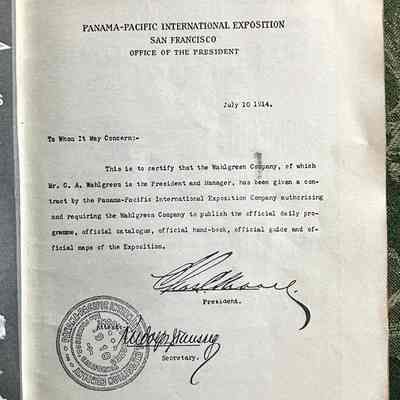 PANAMA-PACIFIC INTERNATIONAL EXPOSITION
SAN FRANCISCO
OFFICE OF THE PRESIDENT
July 10 1914.
To Whom It May Concern:-
This is to certify that the Wahlgreen Company, of which
Mr. C. A. Wahlgreen is the President and Manager, has been given a con-
tract by the Panama-Pacific International Exposition Company authorizing
and requiring the Wahlgreen Company to publish the official daily pro-
gramme, official catalogue, official hand-book, official guide and of-
ficial maps of the Exposition.
Chas. C. Moore
President.
Attest:
Secretary.